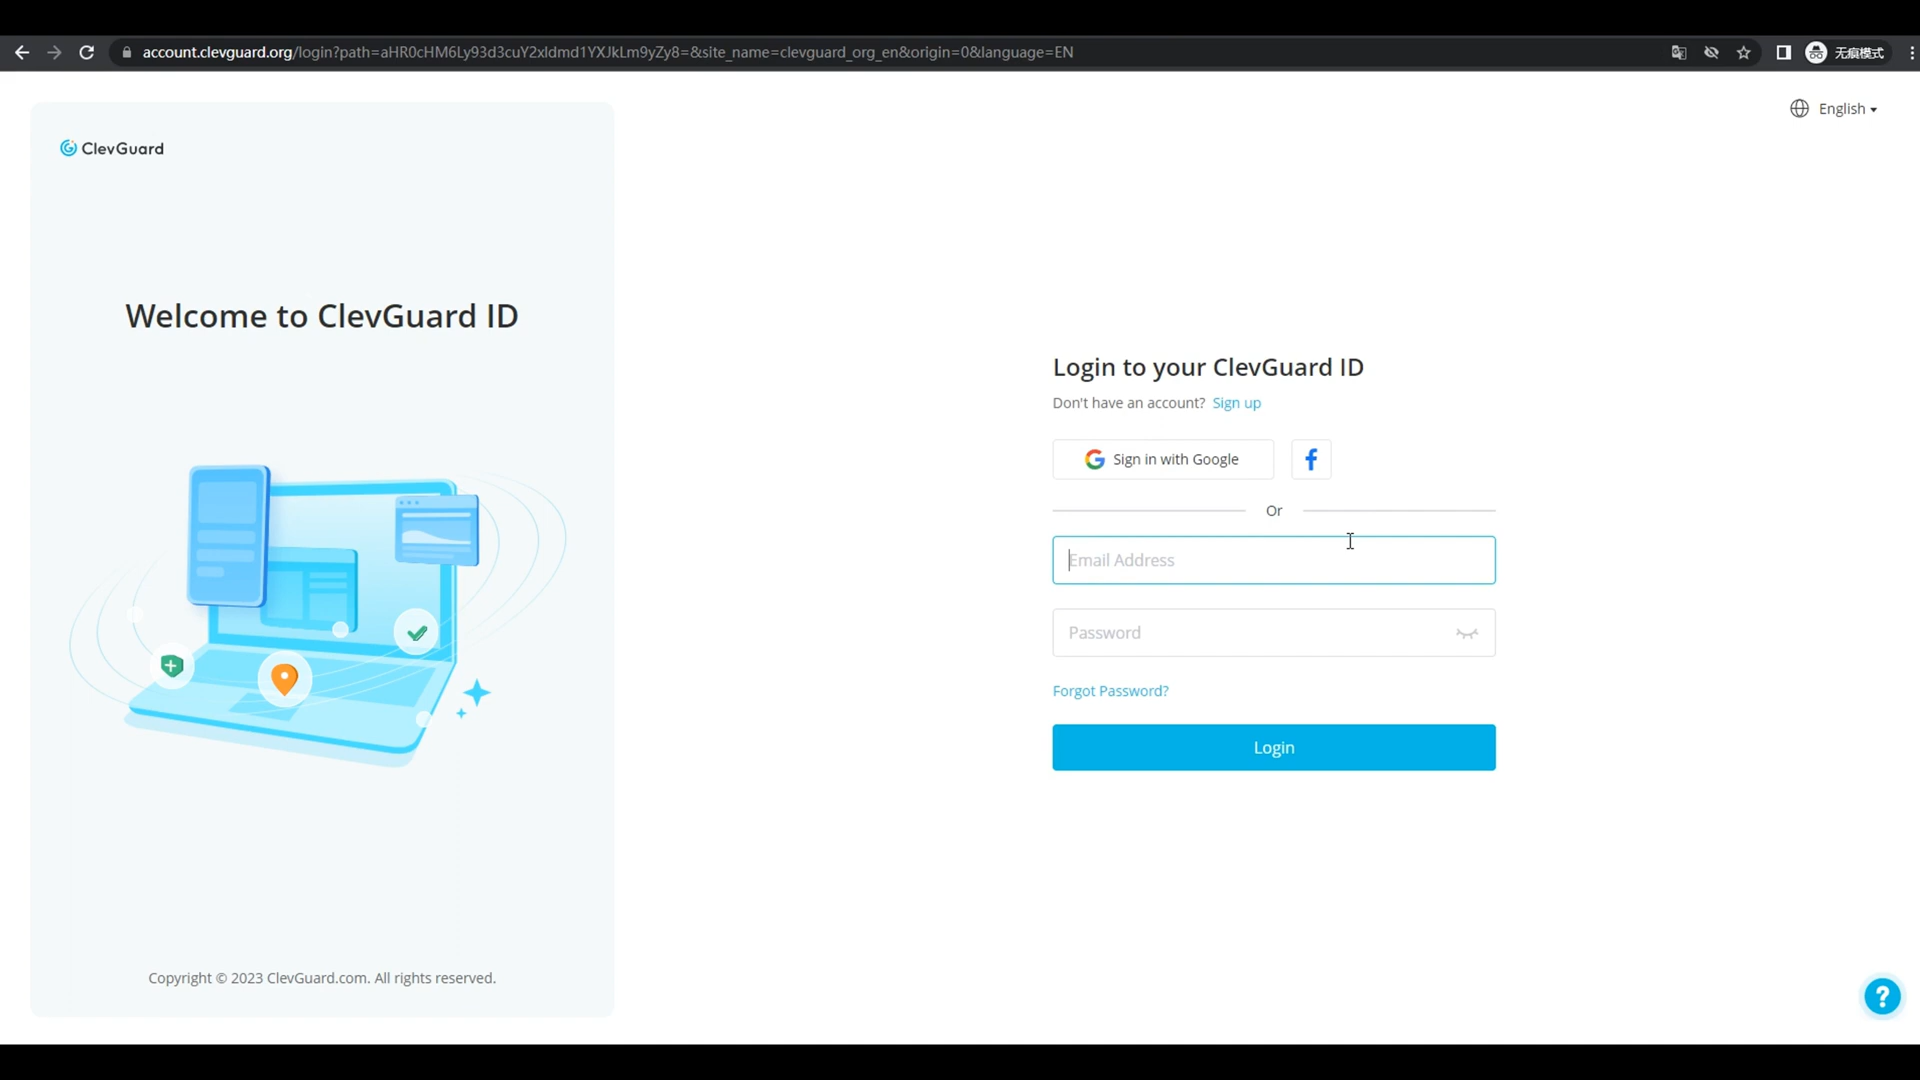 account.clevguard.org/login?path=aHR0cHM6Ly93d3cuY2xldmd1YXJkLm9yZy8=&site_name=clevguard_org_en&origin=0&language=EN
无痕模式
English
ClevGuard
Welcome to ClevGuard ID
Copyright © 2023 ClevGuard.com. All rights reserved.
Login to your ClevGuard ID
Don't have an account? Sign up
Sign in with Google
Or
Email Address
Password
Forgot Password?
Login